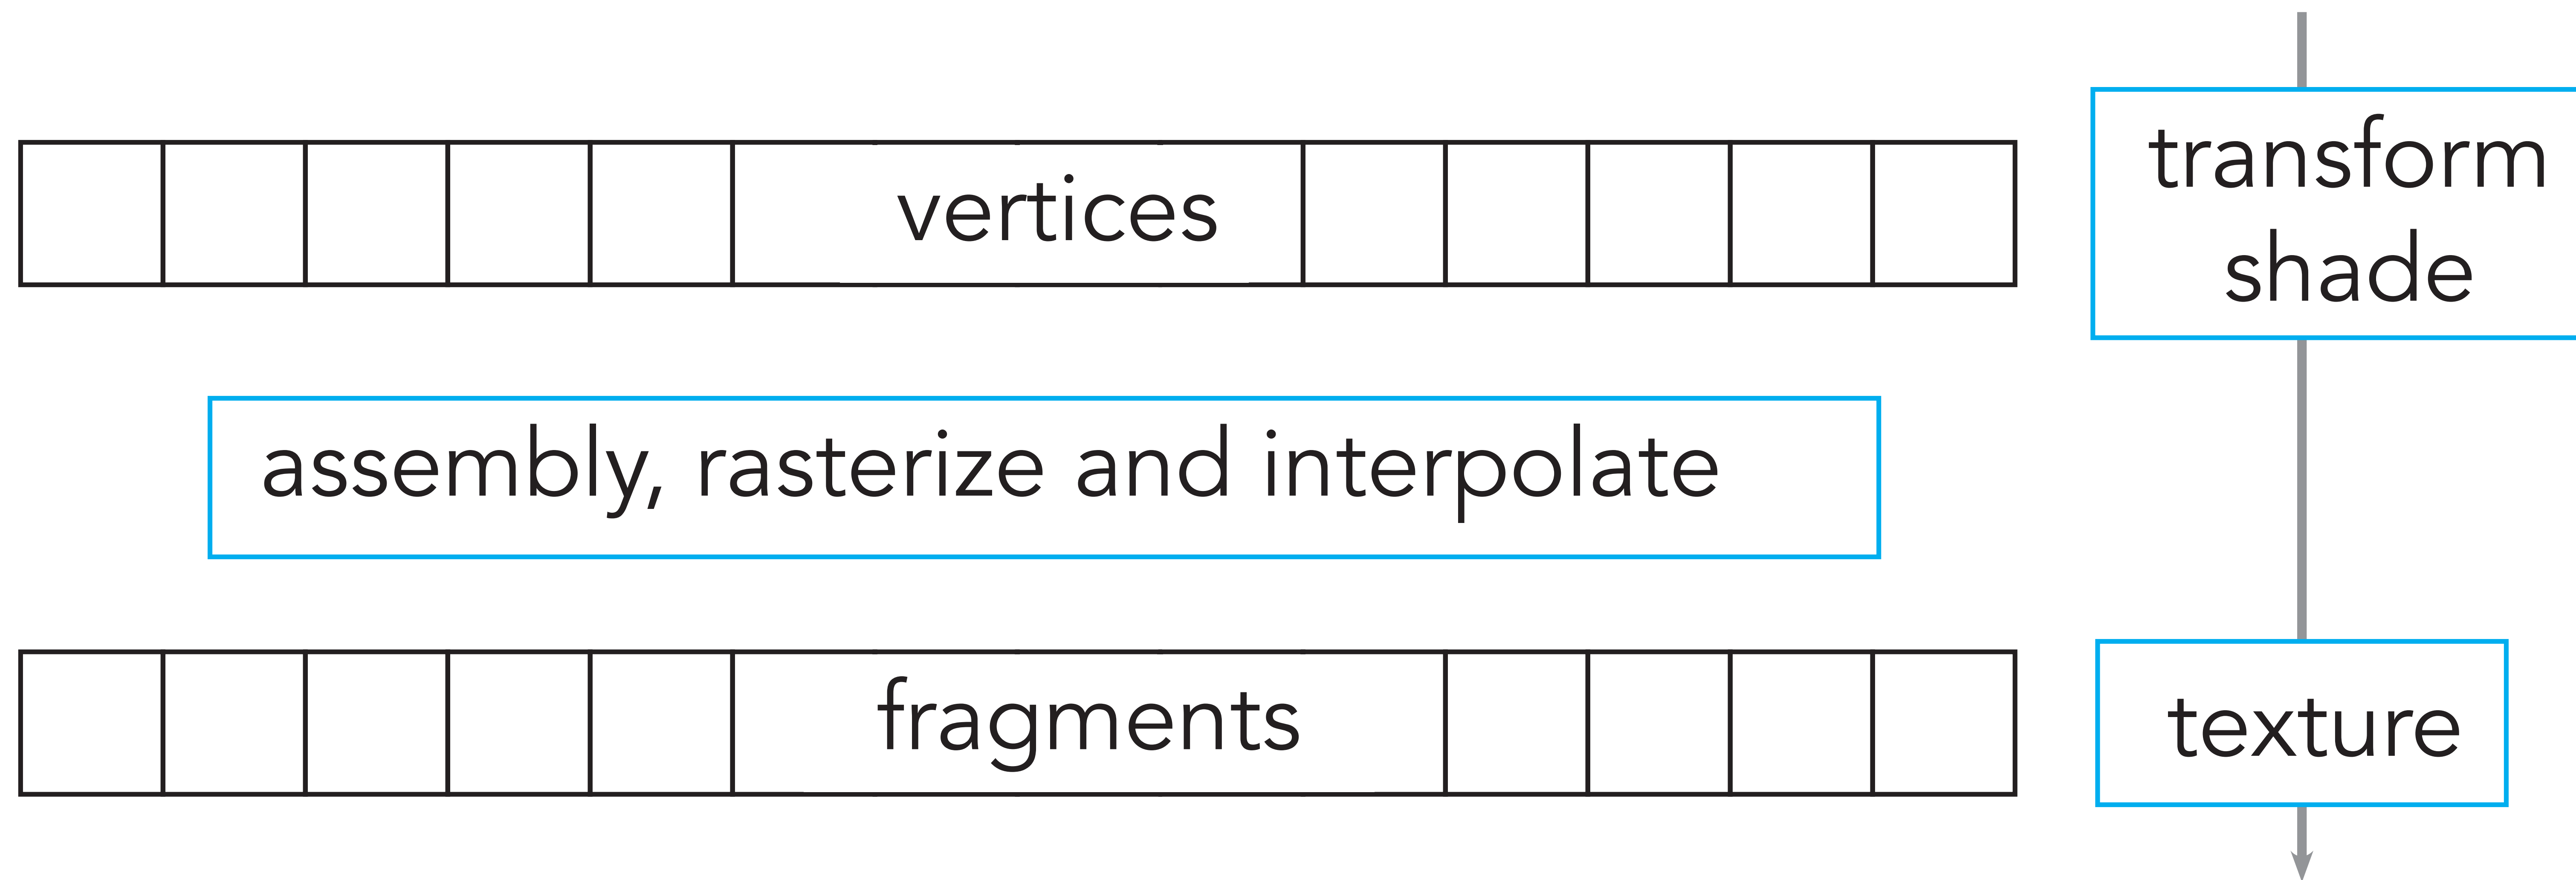 vertices
transform
shade
assembly, rasterize and interpolate
fragments
texture